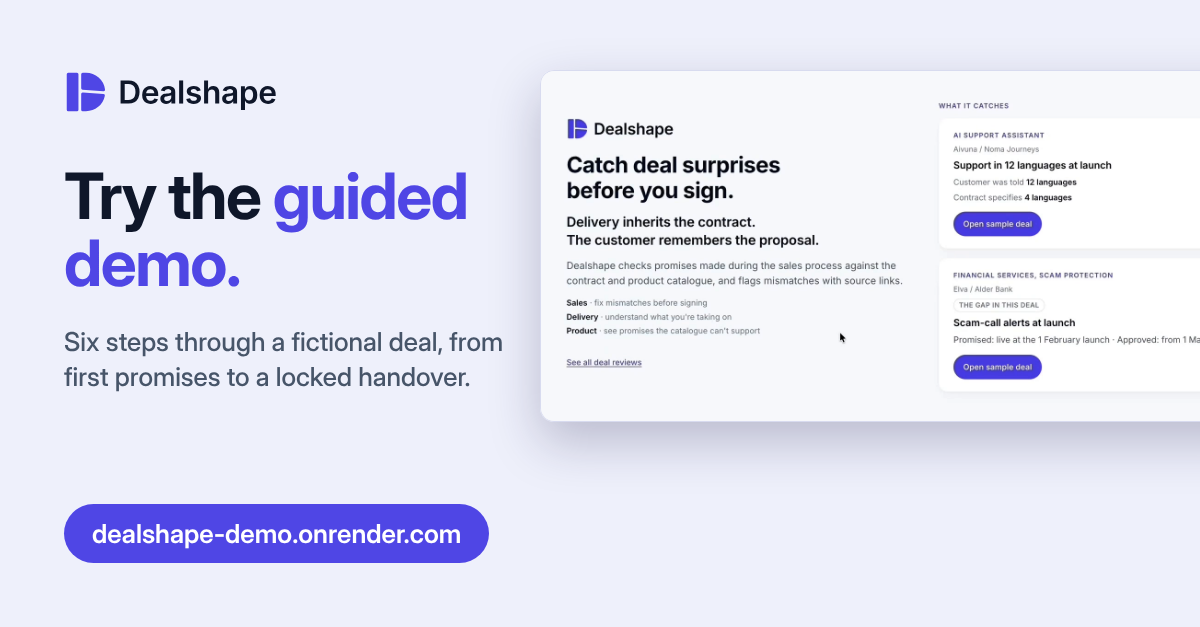 Dealshape
Try the guided
demo.
Six steps through a fictional deal, from
first promises to a locked handover.
dealshape-demo.onrender.com
Dealshape
Catch deal surprises
before you sign.
Delivery inherits the contract.
The customer remembers the proposal.
Dealshape checks promises made during the sales process against the
contract and product catalogue, and flags mismatches with source links.
Sales · fix mismatches before signing
Delivery · understand what you're taking on
Product · see promises the catalogue can't support
See all deal reviews
WHAT IT CATCHES
AI SUPPORT ASSISTANT
Aivuna / Noma Journeys
Support in 12 languages at launch
Customer was told 12 languages
Contract specifies 4 languages
Open sample deal
FINANCIAL SERVICES, SCAM PROTECTION
Elva / Alder Bank
THE GAP IN THIS DEAL
Scam-call alerts at launch
Promised: live at the 1 February launch · Approved: from 1 Ma
Open sample deal